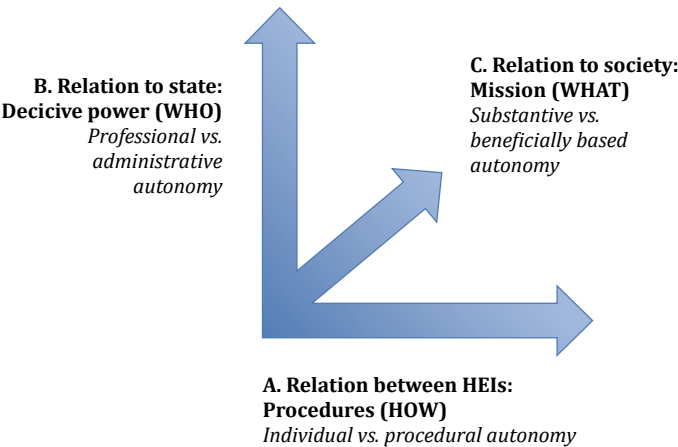 B. Relation to state:
Decicive power (WHO)
Professional vs.
administrative
autonomy
C. Relation to society:
Mission (WHAT)
Substantive vs.
beneficially based
autonomy
A. Relation between HEIs:
Procedures (HOW)
Individual vs. procedural autonomy